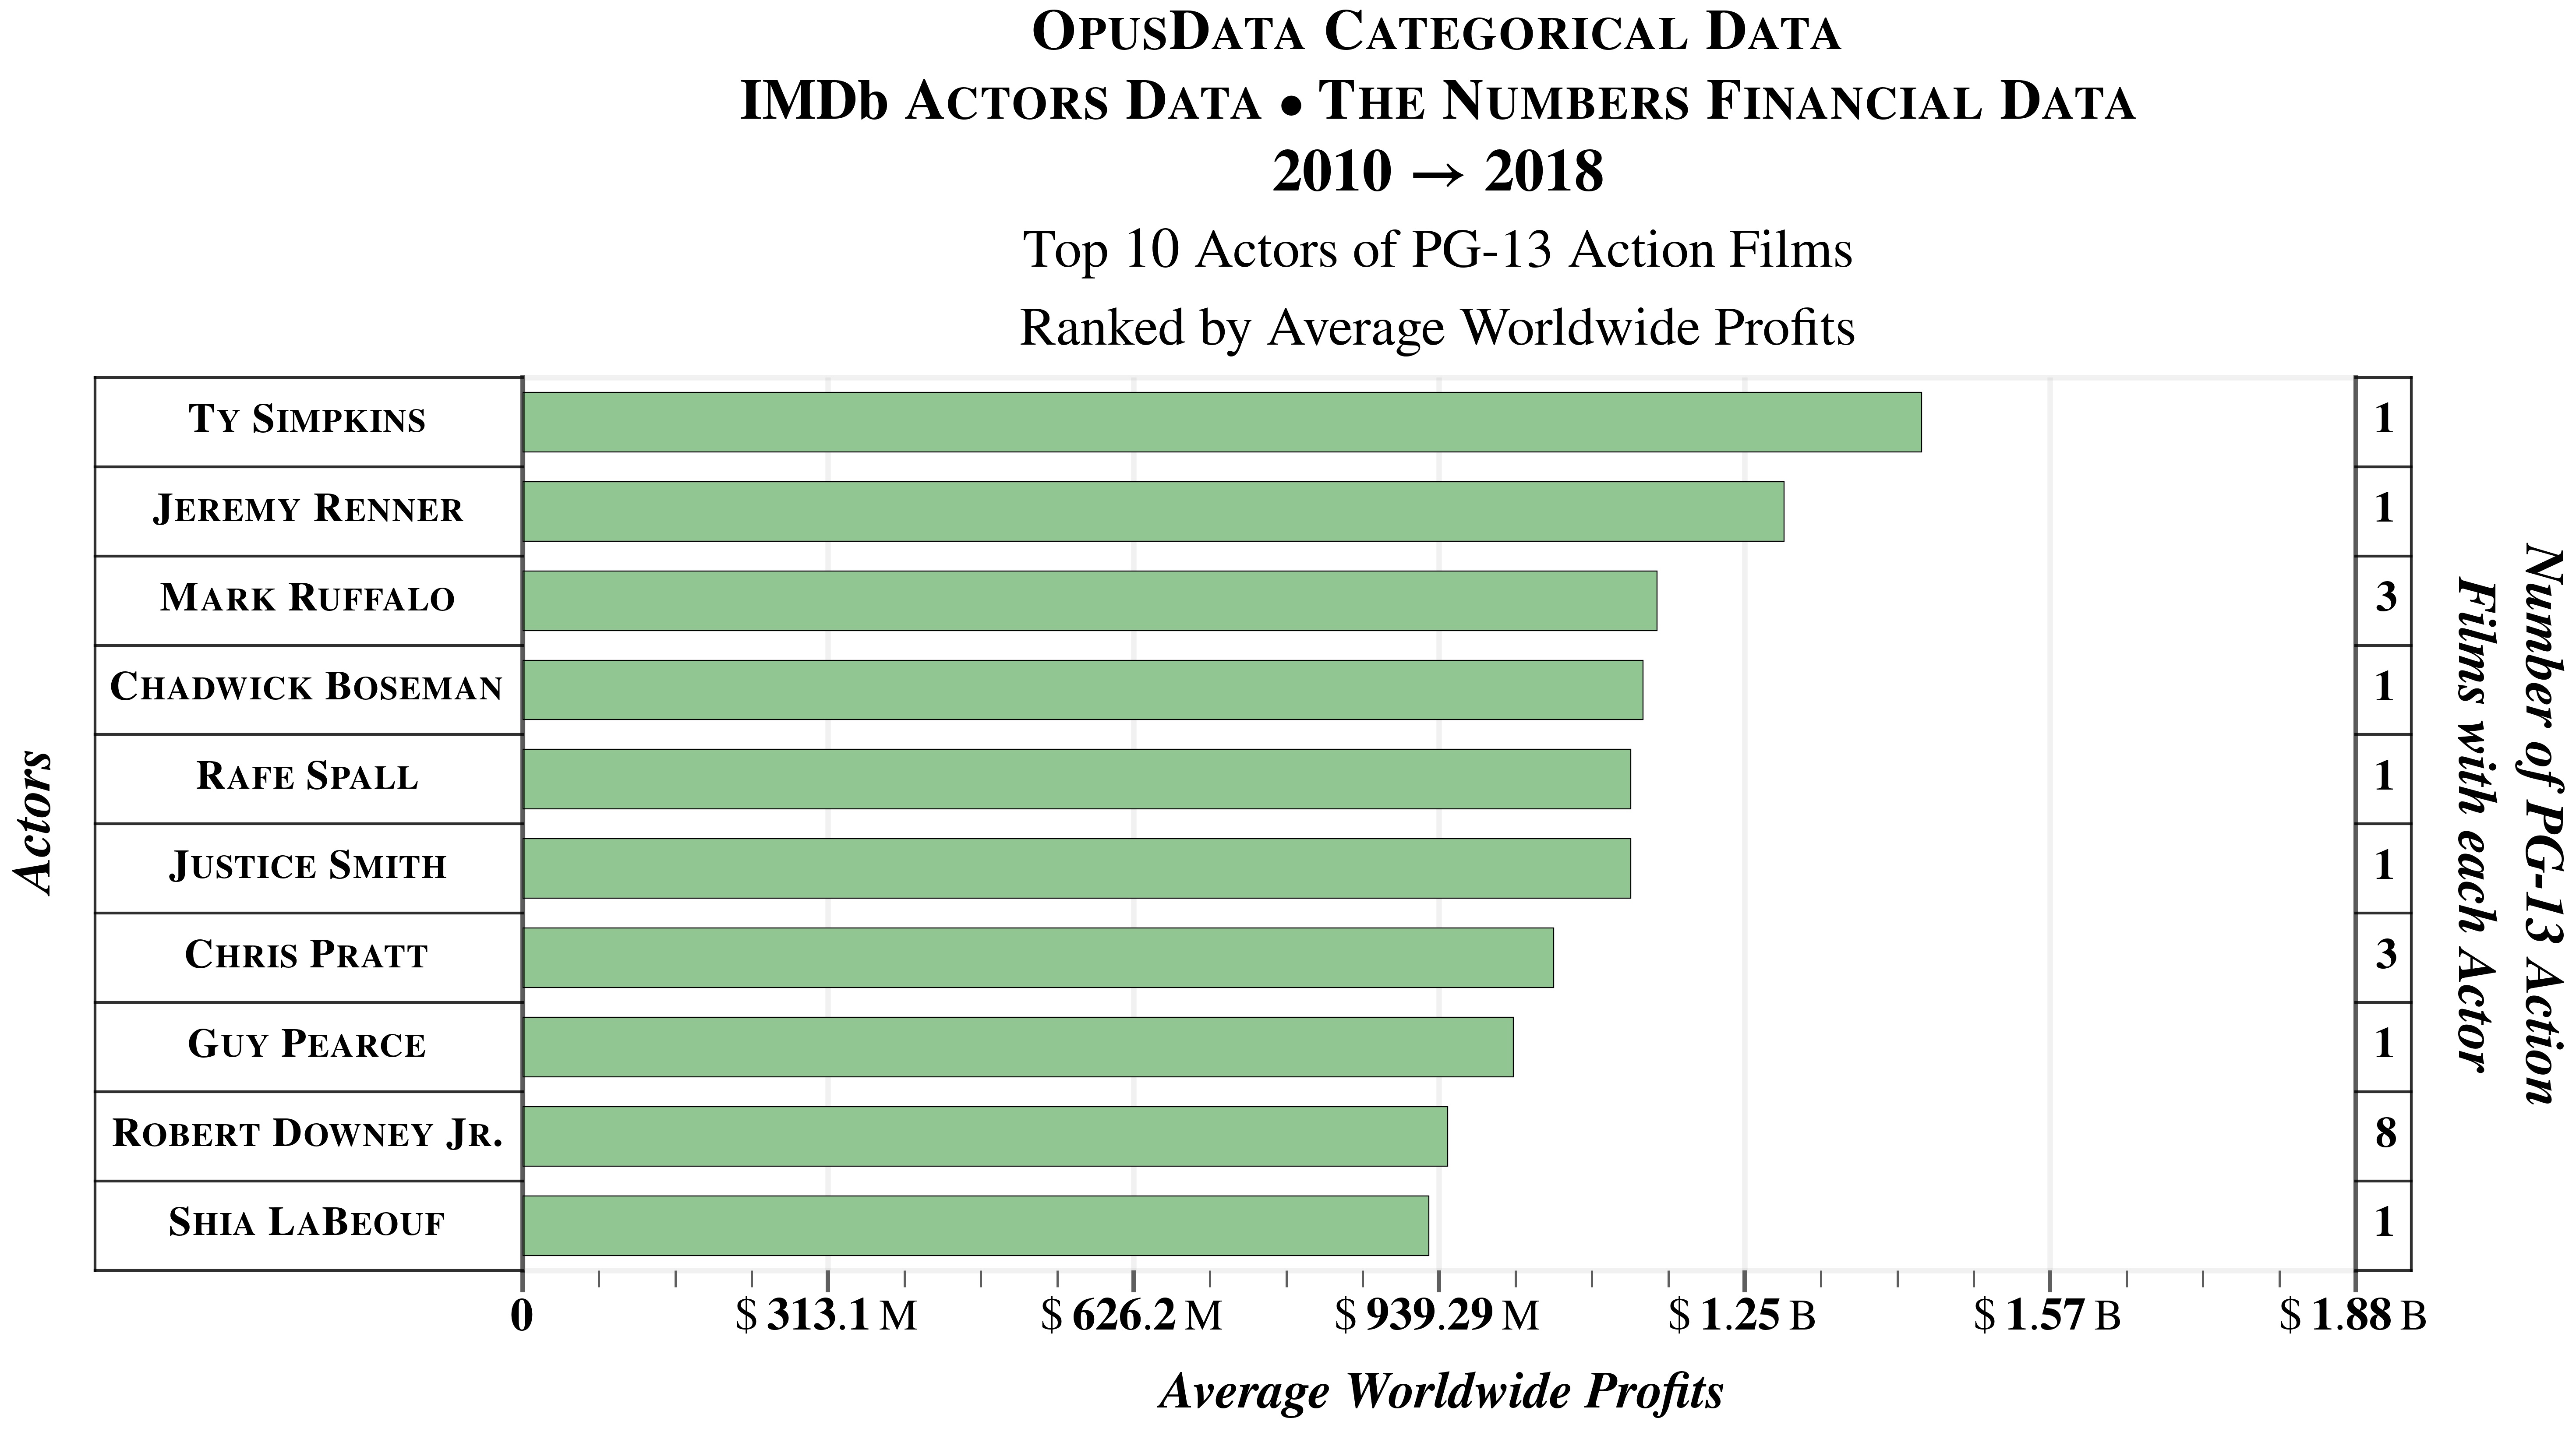 OpusData Categorical Data
IMDb Actors Data • The Numbers Financial Data
2010 → 2018
Top 10 Actors of PG-13 Action Films
Ranked by Average Worldwide Profits
Actors
Ty Simpkins 1
Jeremy Renner 1
Mark Ruffalo 3
Chadwick Boseman 1
Rafe Spall 1
Justice Smith 1
Chris Pratt 3
Guy Pearce 1
Robert Downey Jr. 8
Shia LaBeouf 1
Number of PG-13 Action
Films with each Actor
0 $ 313.1 M $ 626.2 M $ 939.29 M $ 1.25 B $ 1.57 B $ 1.88 B
Average Worldwide Profits